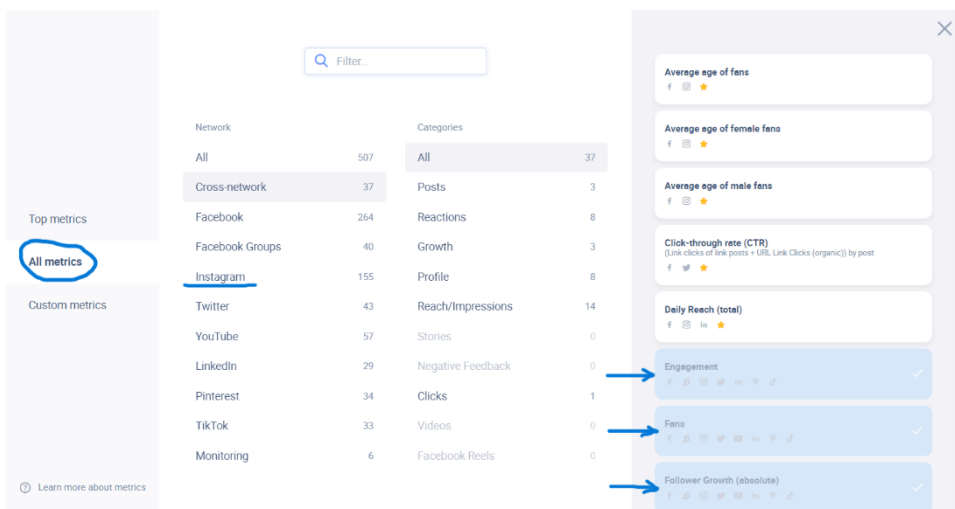 Filter...
Network
All 507
Cross-network 37
Facebook 264
Facebook Groups 40
Instagram 155
Twitter 43
YouTube 57
LinkedIn 29
Pinterest 34
TikTok 33
Monitoring 6
Categories
All 37
Posts 3
Reactions 8
Growth 3
Profile 8
Reach/Impressions 14
Stories 0
Negative Feedback 0
Clicks 1
Videos 0
Facebook Reels 0
Top metrics
All metrics
Custom metrics
Learn more about metrics
Average age of fans
Average age of female fans
Average age of male fans
Click-through rate (CTR)
(Link clicks of link posts + URL Link Clicks (organic)) by post
Daily Reach (total)
Engagement
Fans
Follower Growth (absolute)